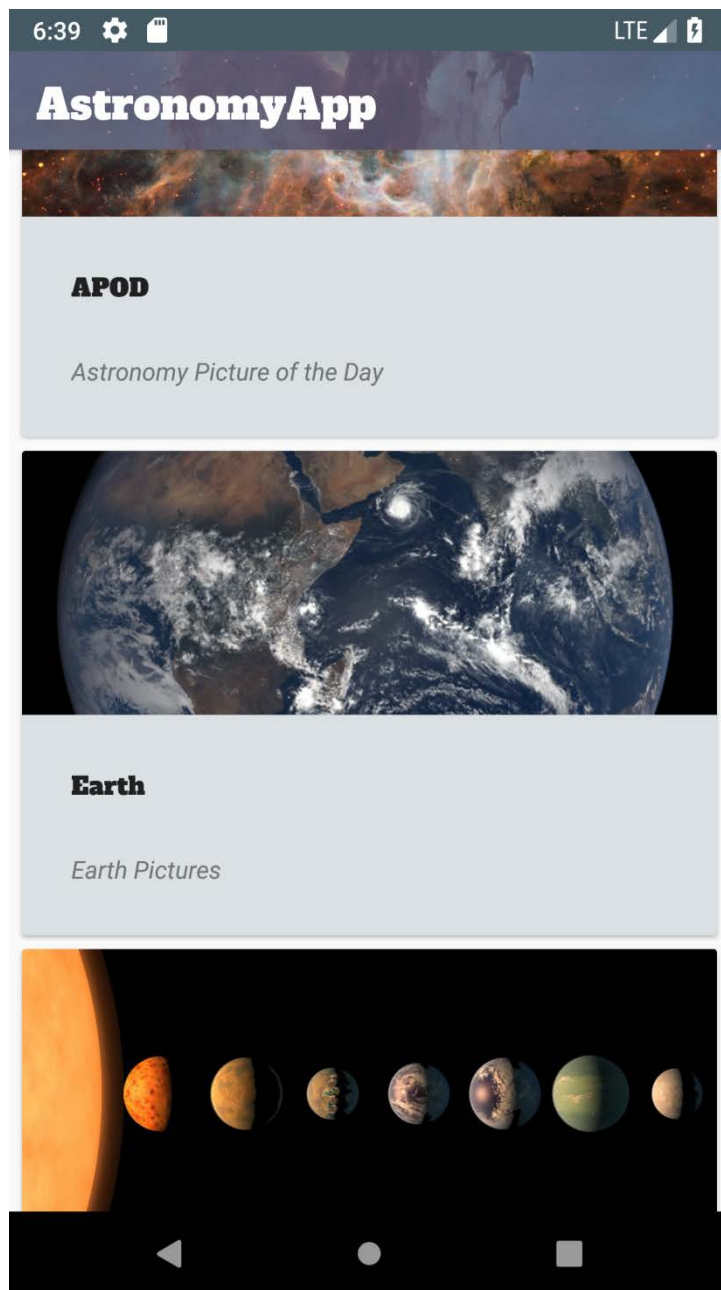 6:39 LTE
AstronomyApp
APOD
Astronomy Picture of the Day
Earth
Earth Pictures